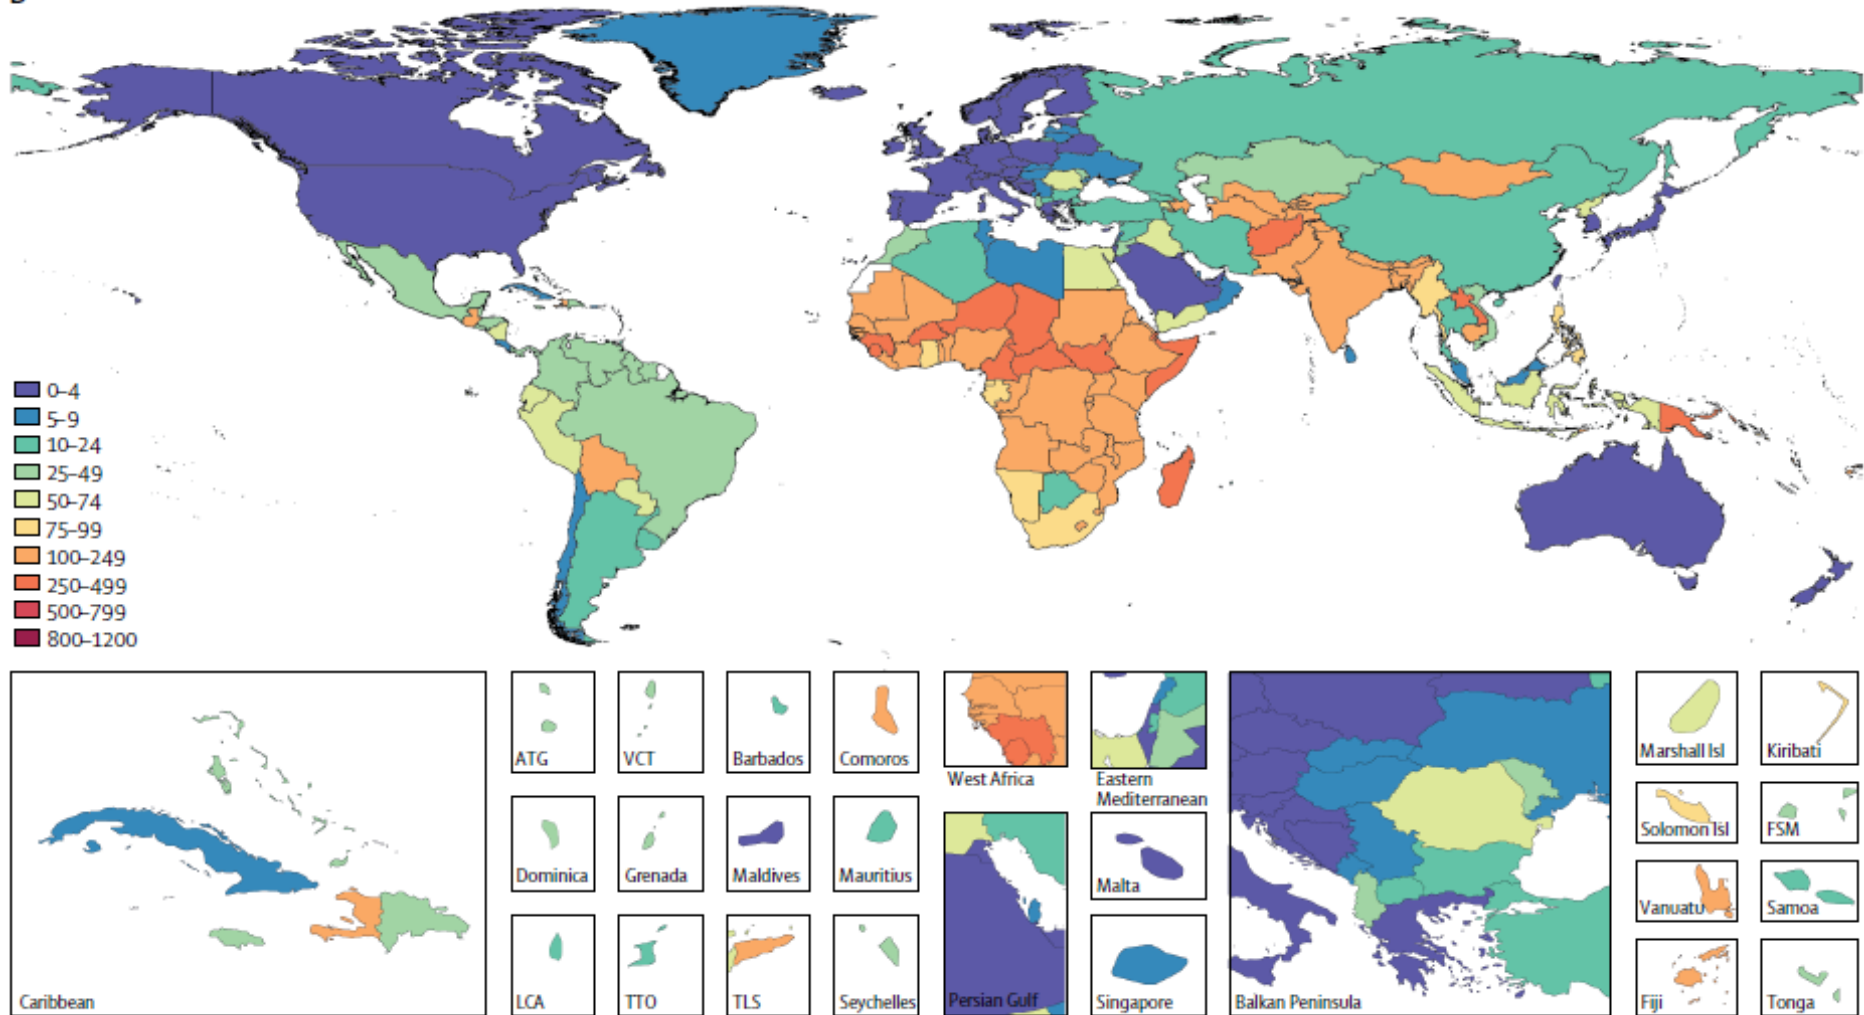 0–4
5–9
10–24
25–49
50–74
75–99
100–249
250–499
500–799
800–1200
Caribbean
ATG
VCT
Barbados
Comoros
Dominica
Grenada
Maldives
Mauritius
LCA
TTO
TLS
Seychelles
West Africa
Eastern
Mediterranean
Persian Gulf
Malta
Singapore
Balkan Peninsula
Marshall Isl
Kiribati
Solomon Isl
FSM
Vanuatu
Samoa
Fiji
Tonga